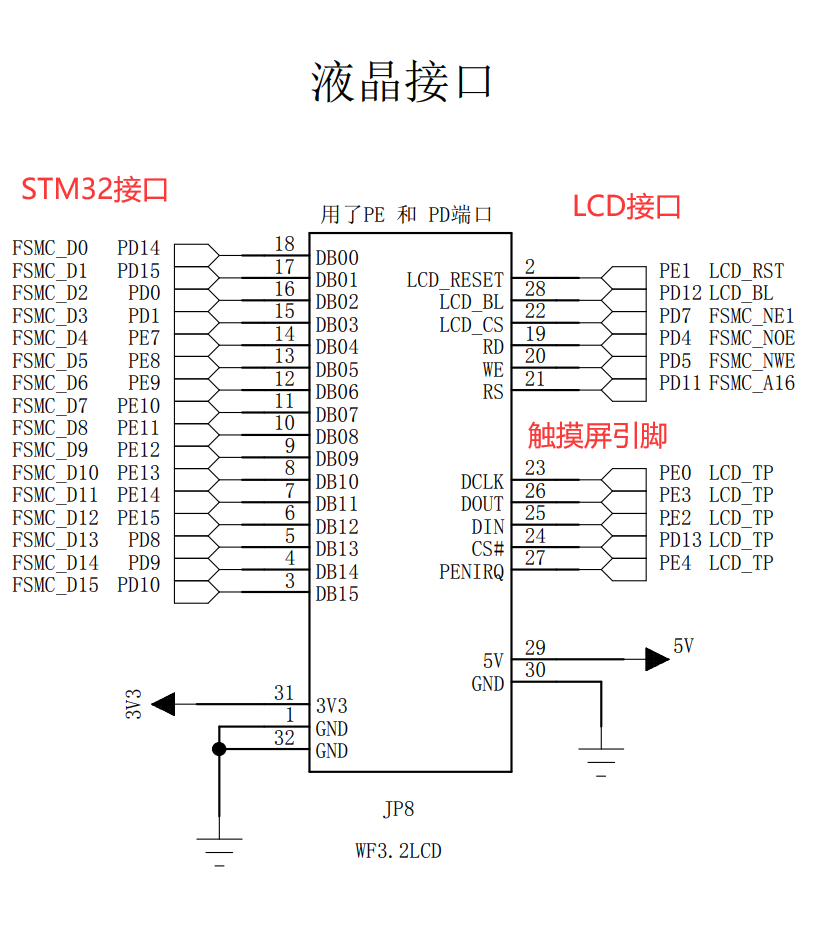 液晶接口
STM32接口
LCD接口
用了PE 和 PD端口
FSMC_D0 PD14 18 DB00
FSMC_D1 PD15 17 DB01
FSMC_D2 PD0 16 DB02
FSMC_D3 PD1 15 DB03
FSMC_D4 PE7 14 DB04
FSMC_D5 PE8 13 DB05
FSMC_D6 PE9 12 DB06
FSMC_D7 PE10 11 DB07
FSMC_D8 PE11 10 DB08
FSMC_D9 PE12 9 DB09
FSMC_D10 PE13 8 DB10
FSMC_D11 PE14 7 DB11
FSMC_D12 PE15 6 DB12
FSMC_D13 PD8 5 DB13
FSMC_D14 PD9 4 DB14
FSMC_D15 PD10 3 DB15
3V3 31 3V3
1 GND
32 GND
LCD_RESET 2 PE1 LCD_RST
LCD_BL 28 PD12 LCD_BL
LCD_CS 22 PD7 FSMC_NE1
RD 19 PD4 FSMC_NOE
WE 20 PD5 FSMC_NWE
RS 21 PD11 FSMC_A16
触摸屏引脚
DCLK 23 PE0 LCD_TP
DOUT 26 PE3 LCD_TP
DIN 25 PE2 LCD_TP
CS# 24 PD13 LCD_TP
PENIRQ 27 PE4 LCD_TP
5V 29 5V
GND 30
JP8
WF3.2LCD